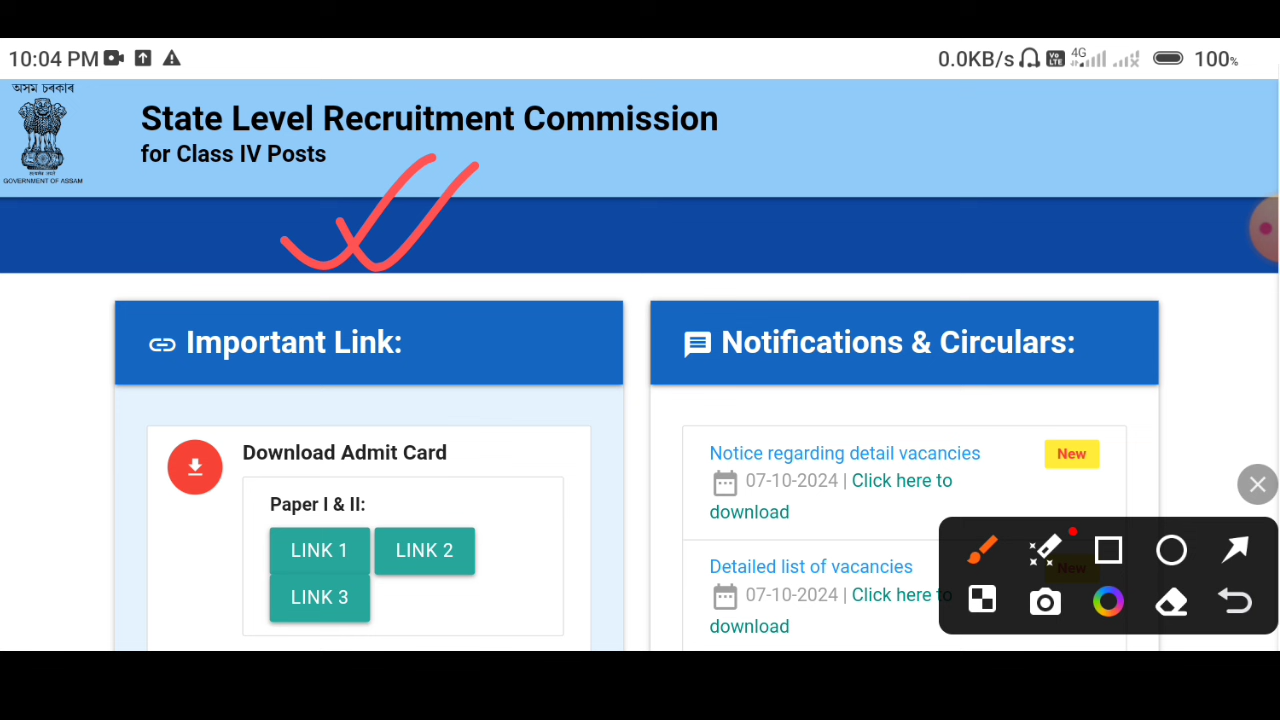 10:04 PM
0.0KB/s
Vo LTE
4G
100%
অসম চৰকাৰ
GOVERNMENT OF ASSAM
State Level Recruitment Commission
for Class IV Posts
Important Link:
Download Admit Card
Paper I & II:
LINK 1
LINK 2
LINK 3
Notifications & Circulars:
Notice regarding detail vacancies
New
07-10-2024 | Click here to
download
Detailed list of vacancies
New
07-10-2024 | Click here to
download